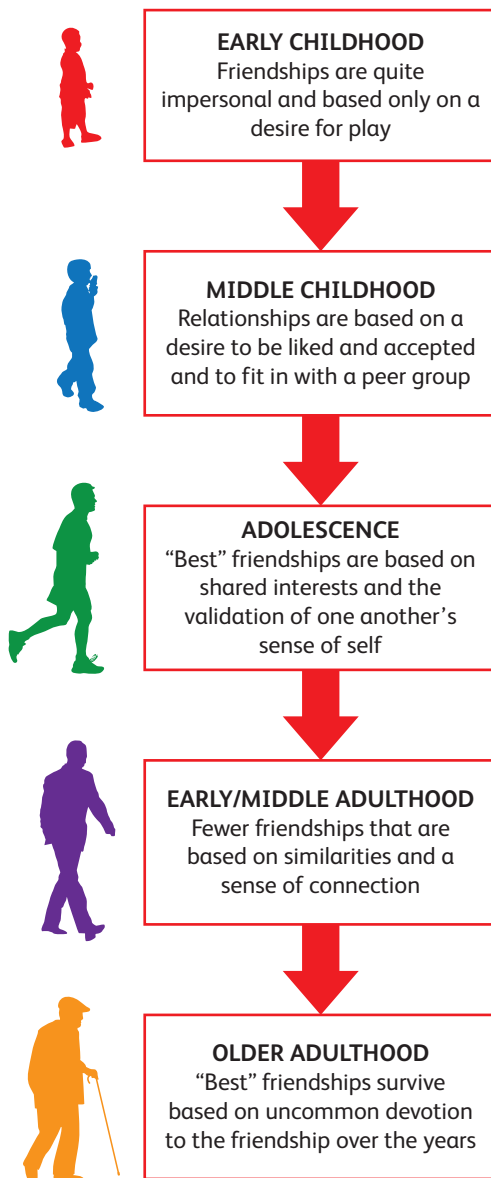 EARLY CHILDHOOD
Friendships are quite
impersonal and based only on a
desire for play
MIDDLE CHILDHOOD
Relationships are based on a
desire to be liked and accepted
and to fit in with a peer group
ADOLESCENCE
“Best” friendships are based on
shared interests and the
validation of one another’s
sense of self
EARLY/MIDDLE ADULTHOOD
Fewer friendships that are
based on similarities and a
sense of connection
OLDER ADULTHOOD
“Best” friendships survive
based on uncommon devotion
to the friendship over the years